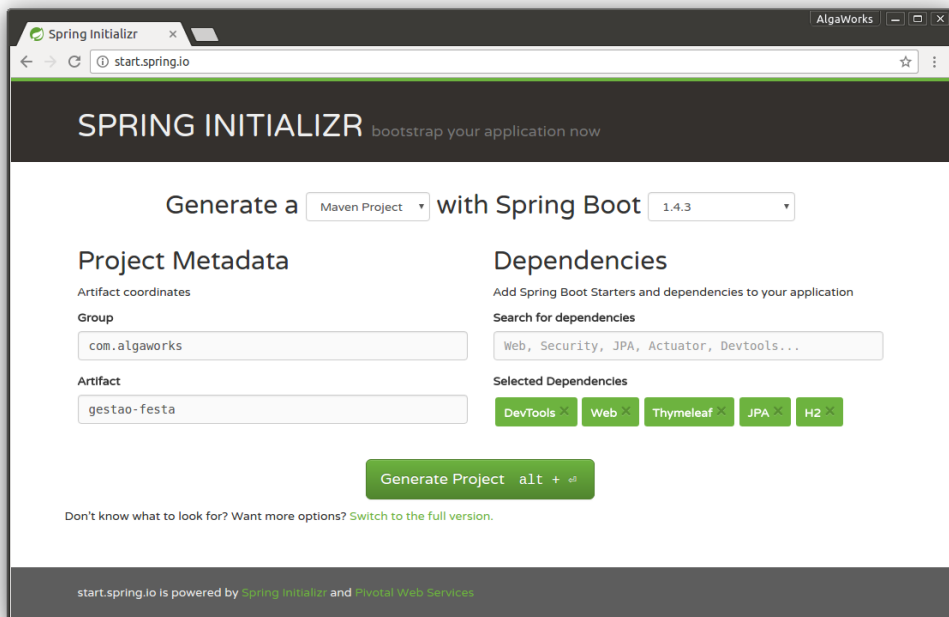 AlgaWorks
Spring Initializr
start.spring.io
SPRING INITIALIZR bootstrap your application now
Generate a Maven Project with Spring Boot 1.4.3
Project Metadata
Artifact coordinates
Group
com.algaworks
Artifact
gestao-festa
Dependencies
Add Spring Boot Starters and dependencies to your application
Search for dependencies
Web, Security, JPA, Actuator, Devtools...
Selected Dependencies
DevTools × Web × Thymeleaf × JPA × H2 ×
Generate Project alt + ⏎
Don't know what to look for? Want more options? Switch to the full version.
start.spring.io is powered by Spring Initializr and Pivotal Web Services